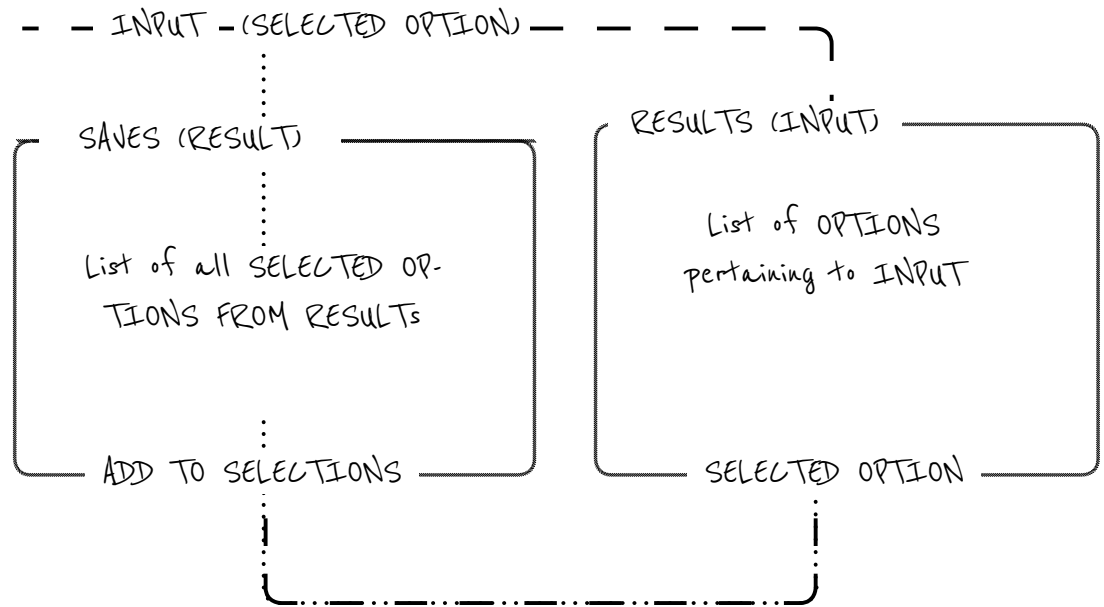 INPUT (SELECTED OPTION)
SAVES (RESULT)
List of all SELECTED OP-
TIONS FROM RESULTs
ADD TO SELECTIONS
RESULTS (INPUT)
List of OPTIONS
pertaining to INPUT
SELECTED OPTION